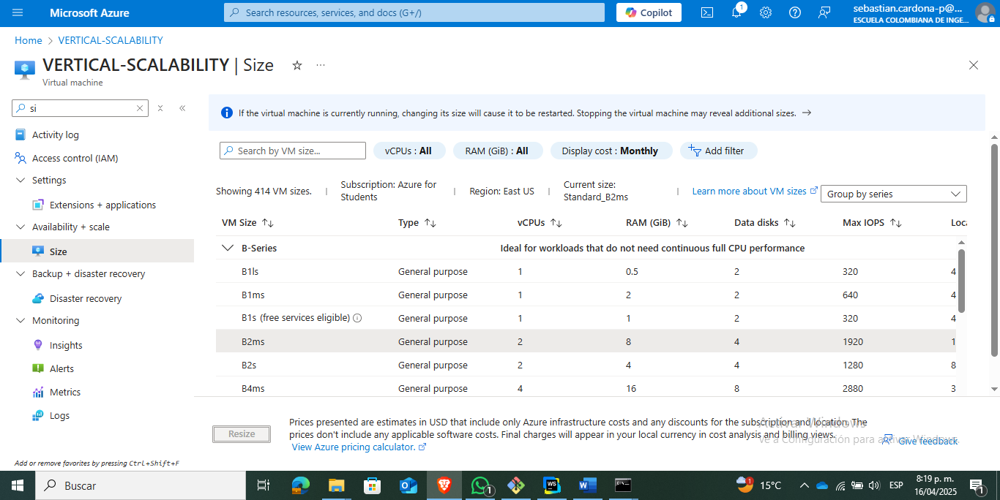 Microsoft Azure
Search resources, services, and docs (G+/)
Copilot
1
sebastian.cardona-p@...
ESCUELA COLOMBIANA DE INGE...
Home > VERTICAL-SCALABILITY
VERTICAL-SCALABILITY | Size
Virtual machine
si
Activity log
Access control (IAM)
Settings
Extensions + applications
Availability + scale
Size
Backup + disaster recovery
Disaster recovery
Monitoring
Insights
Alerts
Metrics
Logs
Add or remove favorites by pressing Ctrl+Shift+F
If the virtual machine is currently running, changing its size will cause it to be restarted. Stopping the virtual machine may reveal additional sizes. →
Search by VM size...
vCPUs : All
RAM (GiB) : All
Display cost : Monthly
Add filter
Showing 414 VM sizes.
Subscription: Azure for
Students
Region: East US
Current size:
Standard_B2ms
Learn more about VM sizes
Group by series
VM Size ↑↓ Type ↑↓ vCPUs ↑↓ RAM (GiB) ↑↓ Data disks ↑↓ Max IOPS ↑↓ Loca
B-Series Ideal for workloads that do not need continuous full CPU performance
B1ls General purpose 1 0.5 2 320 4
B1ms General purpose 1 2 2 640 4
B1s (free services eligible) General purpose 1 1 2 320 4
B2ms General purpose 2 8 4 1920 1
B2s General purpose 2 4 4 1280 8
B4ms General purpose 4 16 8 2880 3
Resize
Prices presented are estimates in USD that include only Azure infrastructure costs and any discounts for the subscription and location. The
prices don't include any applicable software costs. Final charges will appear in your local currency in cost analysis and billing views.
View Azure pricing calculator.
Activar Windows
Ve a Configuración para activar Windows.
Give feedback
Buscar
1
WS
1
15°C
ESP
8:19 p. m.
16/04/2025
1